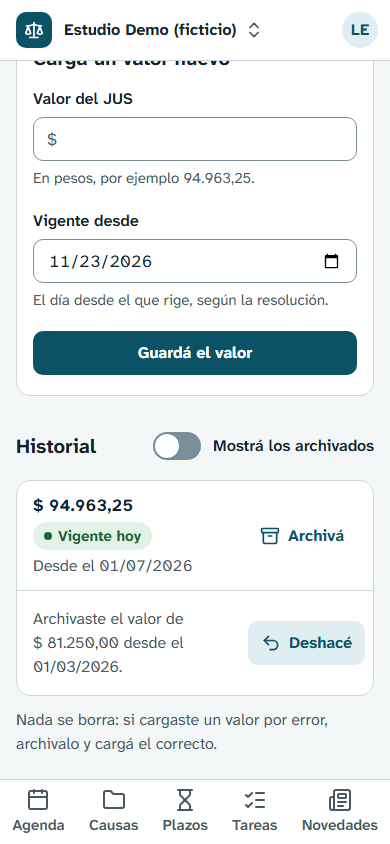 Estudio Demo (ficticio)
LE
Cargá un valor nuevo
Valor del JUS
$
En pesos, por ejemplo 94.963,25.
Vigente desde
11/23/2026
El día desde el que rige, según la resolución.
Guardá el valor
Historial
Mostrá los archivados
$ 94.963,25
Vigente hoy
Archivá
Desde el 01/07/2026
Archivaste el valor de
$ 81.250,00 desde el
01/03/2026.
Deshacé
Nada se borra: si cargaste un valor por error,
archivalo y cargá el correcto.
Agenda
Causas
Plazos
Tareas
Novedades